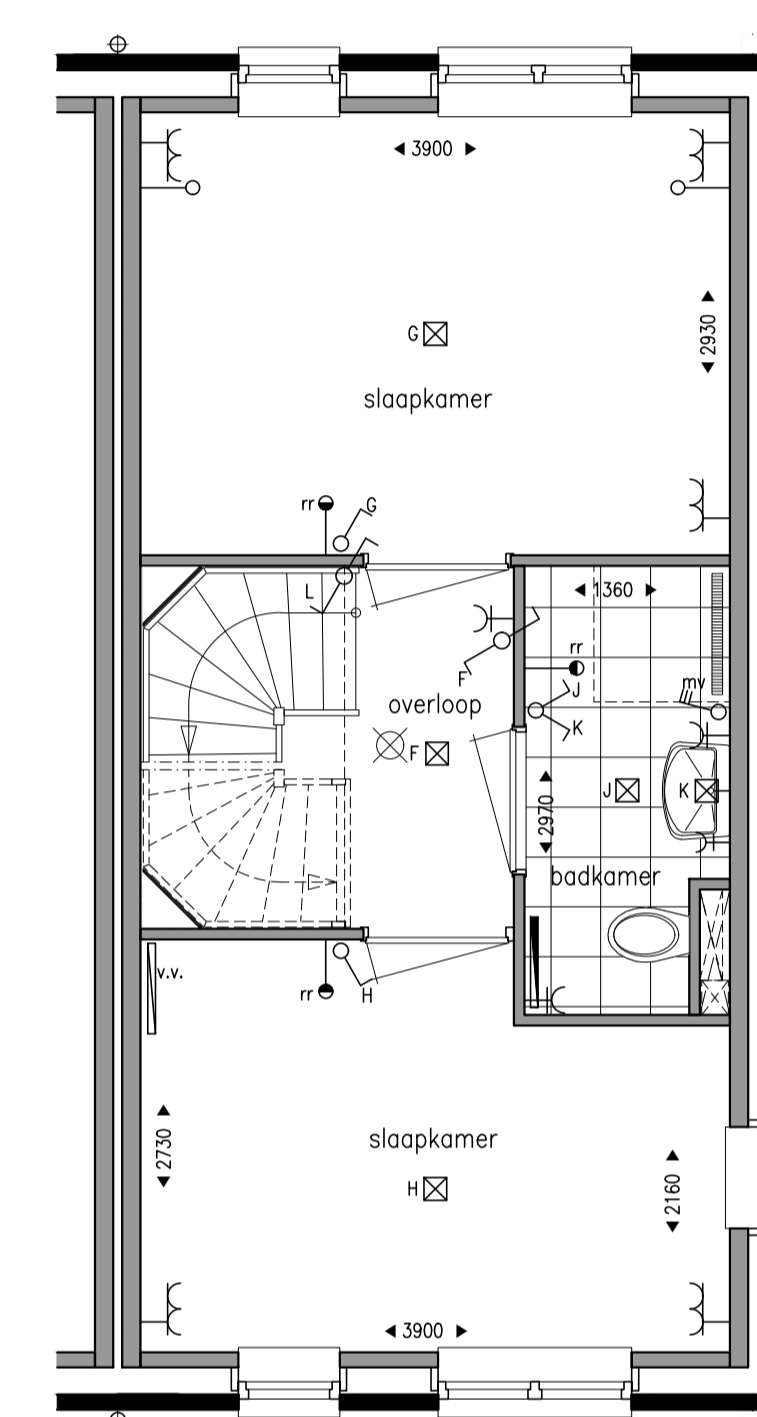 3900
2930
G
slaapkamer
rr
G
L
1360
rr
F
mv
J
overloop
K
F
J
K
2970
badkamer
v.v.
rr
H
2730
slaapkamer
2160
H
3900